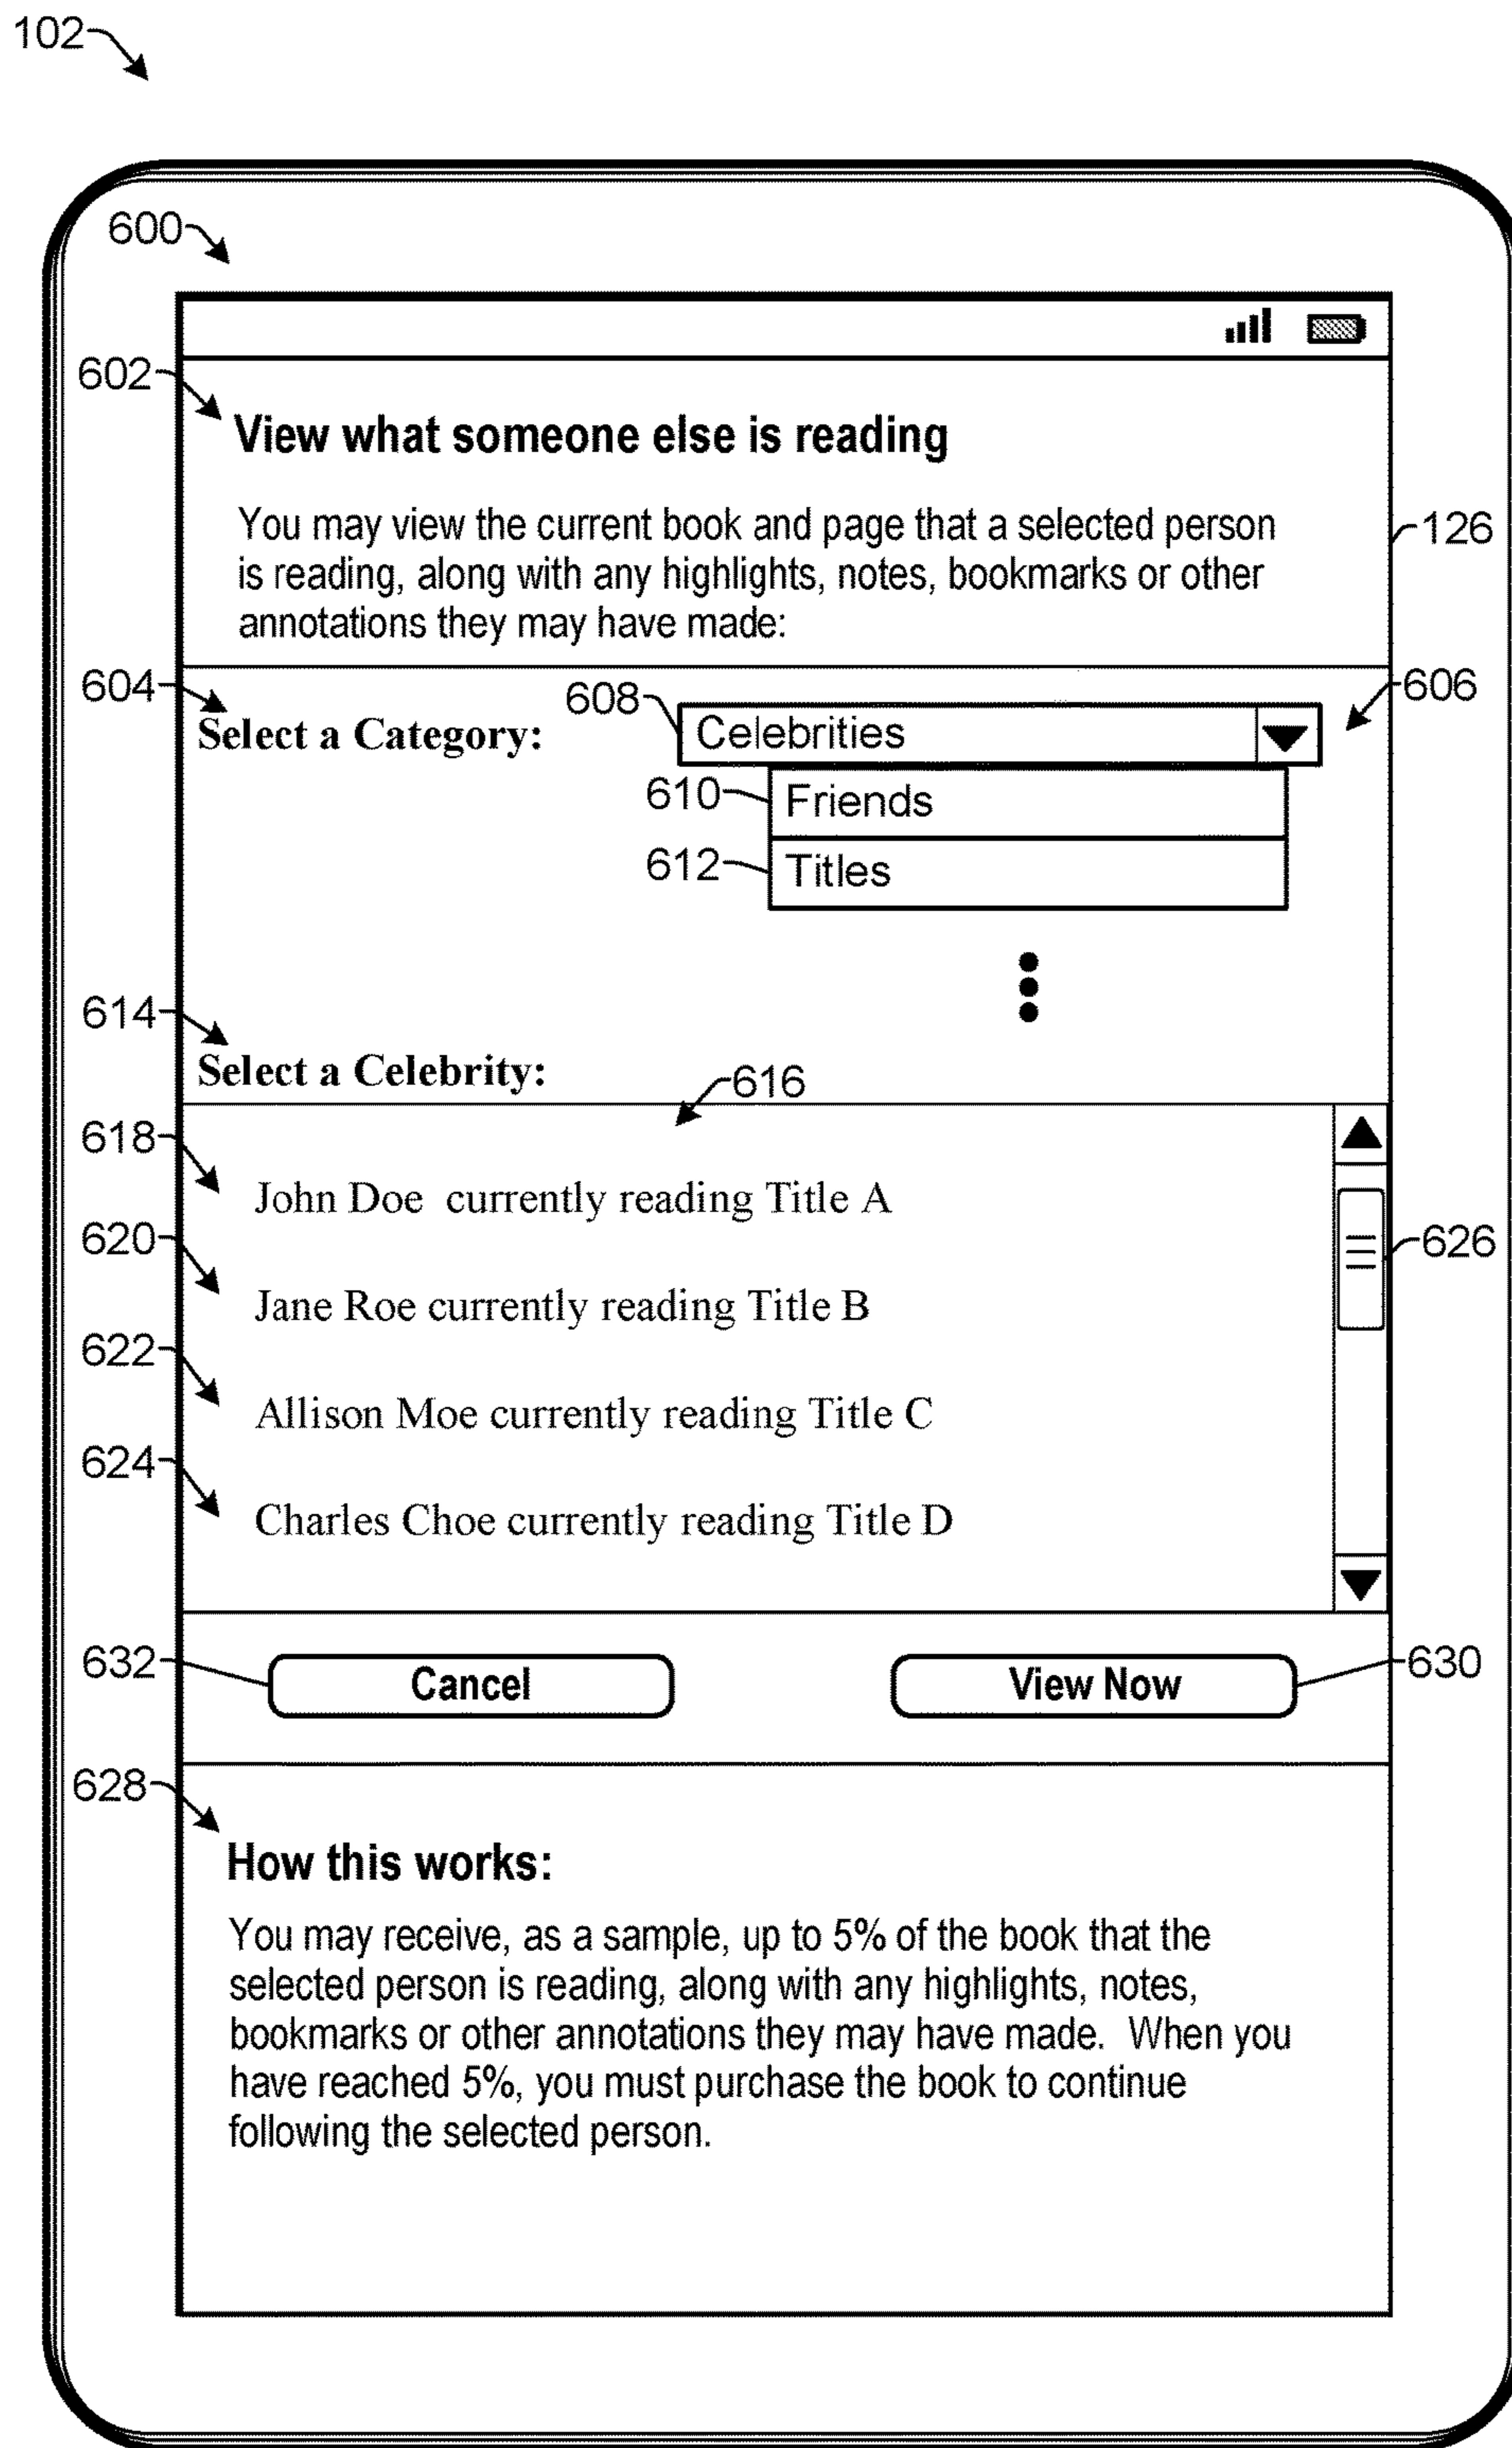 102
600
602
View what someone else is reading
You may view the current book and page that a selected person
is reading, along with any highlights, notes, bookmarks or other
annotations they may have made:
126
604
Select a Category:
608
Celebrities
606
610
Friends
612
Titles
614
Select a Celebrity:
616
618
John Doe  currently reading Title A
620
626
Jane Roe currently reading Title B
622
Allison Moe currently reading Title C
624
Charles Choe currently reading Title D
632
Cancel
View Now
630
628
How this works:
You may receive, as a sample, up to 5% of the book that the
selected person is reading, along with any highlights, notes,
bookmarks or other annotations they may have made.  When you
have reached 5%, you must purchase the book to continue
following the selected person.